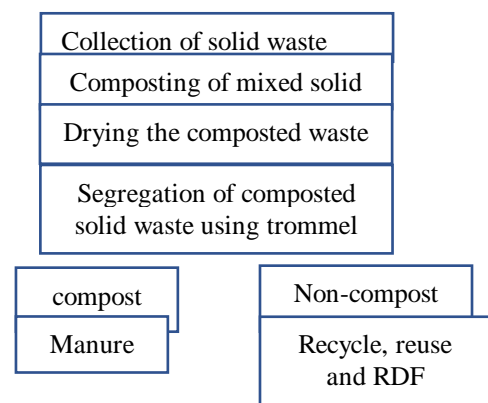 Collection of solid waste
Composting of mixed solid
Drying the composted waste
Segregation of composted
solid waste using trommel
compost
Manure
Non-compost
Recycle, reuse
and RDF